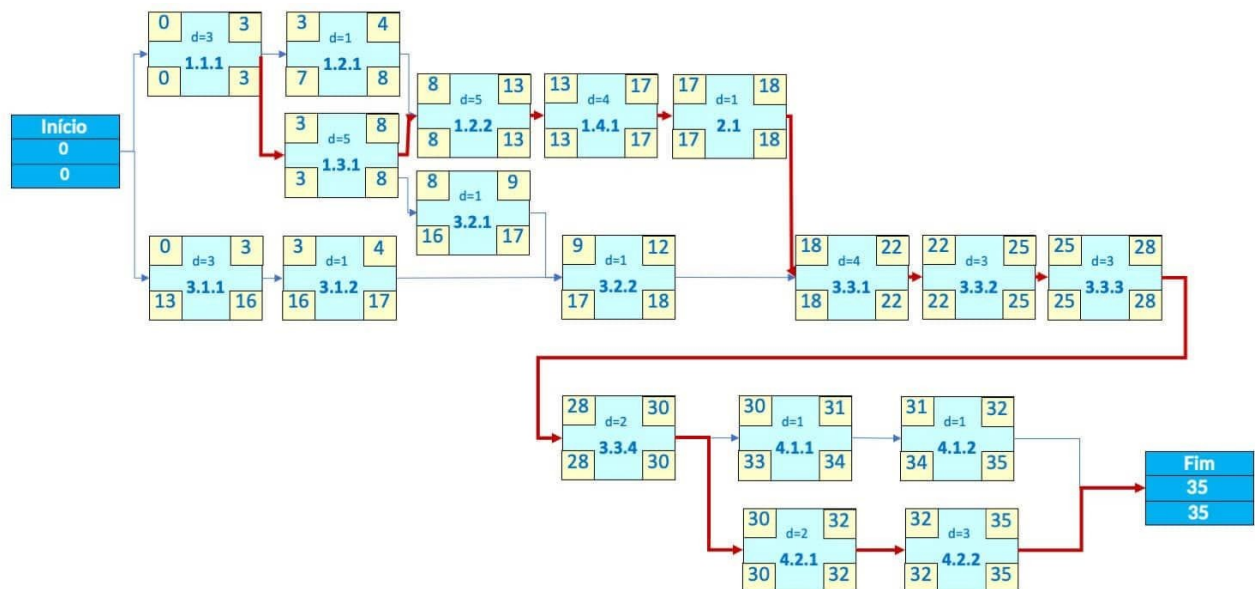 0 3
d=3
1.1.1
0 3
3 4
d=1
1.2.1
7 8
8 13
d=5
1.2.2
8 13
13 17
d=4
1.4.1
13 17
17 18
d=1
2.1
17 18
Início
0
0
3 8
d=5
1.3.1
3 8
8 9
d=1
3.2.1
16 17
0 3
d=3
3.1.1
13 16
3 4
d=1
3.1.2
16 17
9 12
d=1
3.2.2
17 18
18 22
d=4
3.3.1
18 22
22 25
d=3
3.3.2
22 25
25 28
d=3
3.3.3
25 28
28 30
d=2
3.3.4
28 30
30 31
d=1
4.1.1
33 34
31 32
d=1
4.1.2
34 35
Fim
35
35
30 32
d=2
4.2.1
30 32
32 35
d=3
4.2.2
32 35